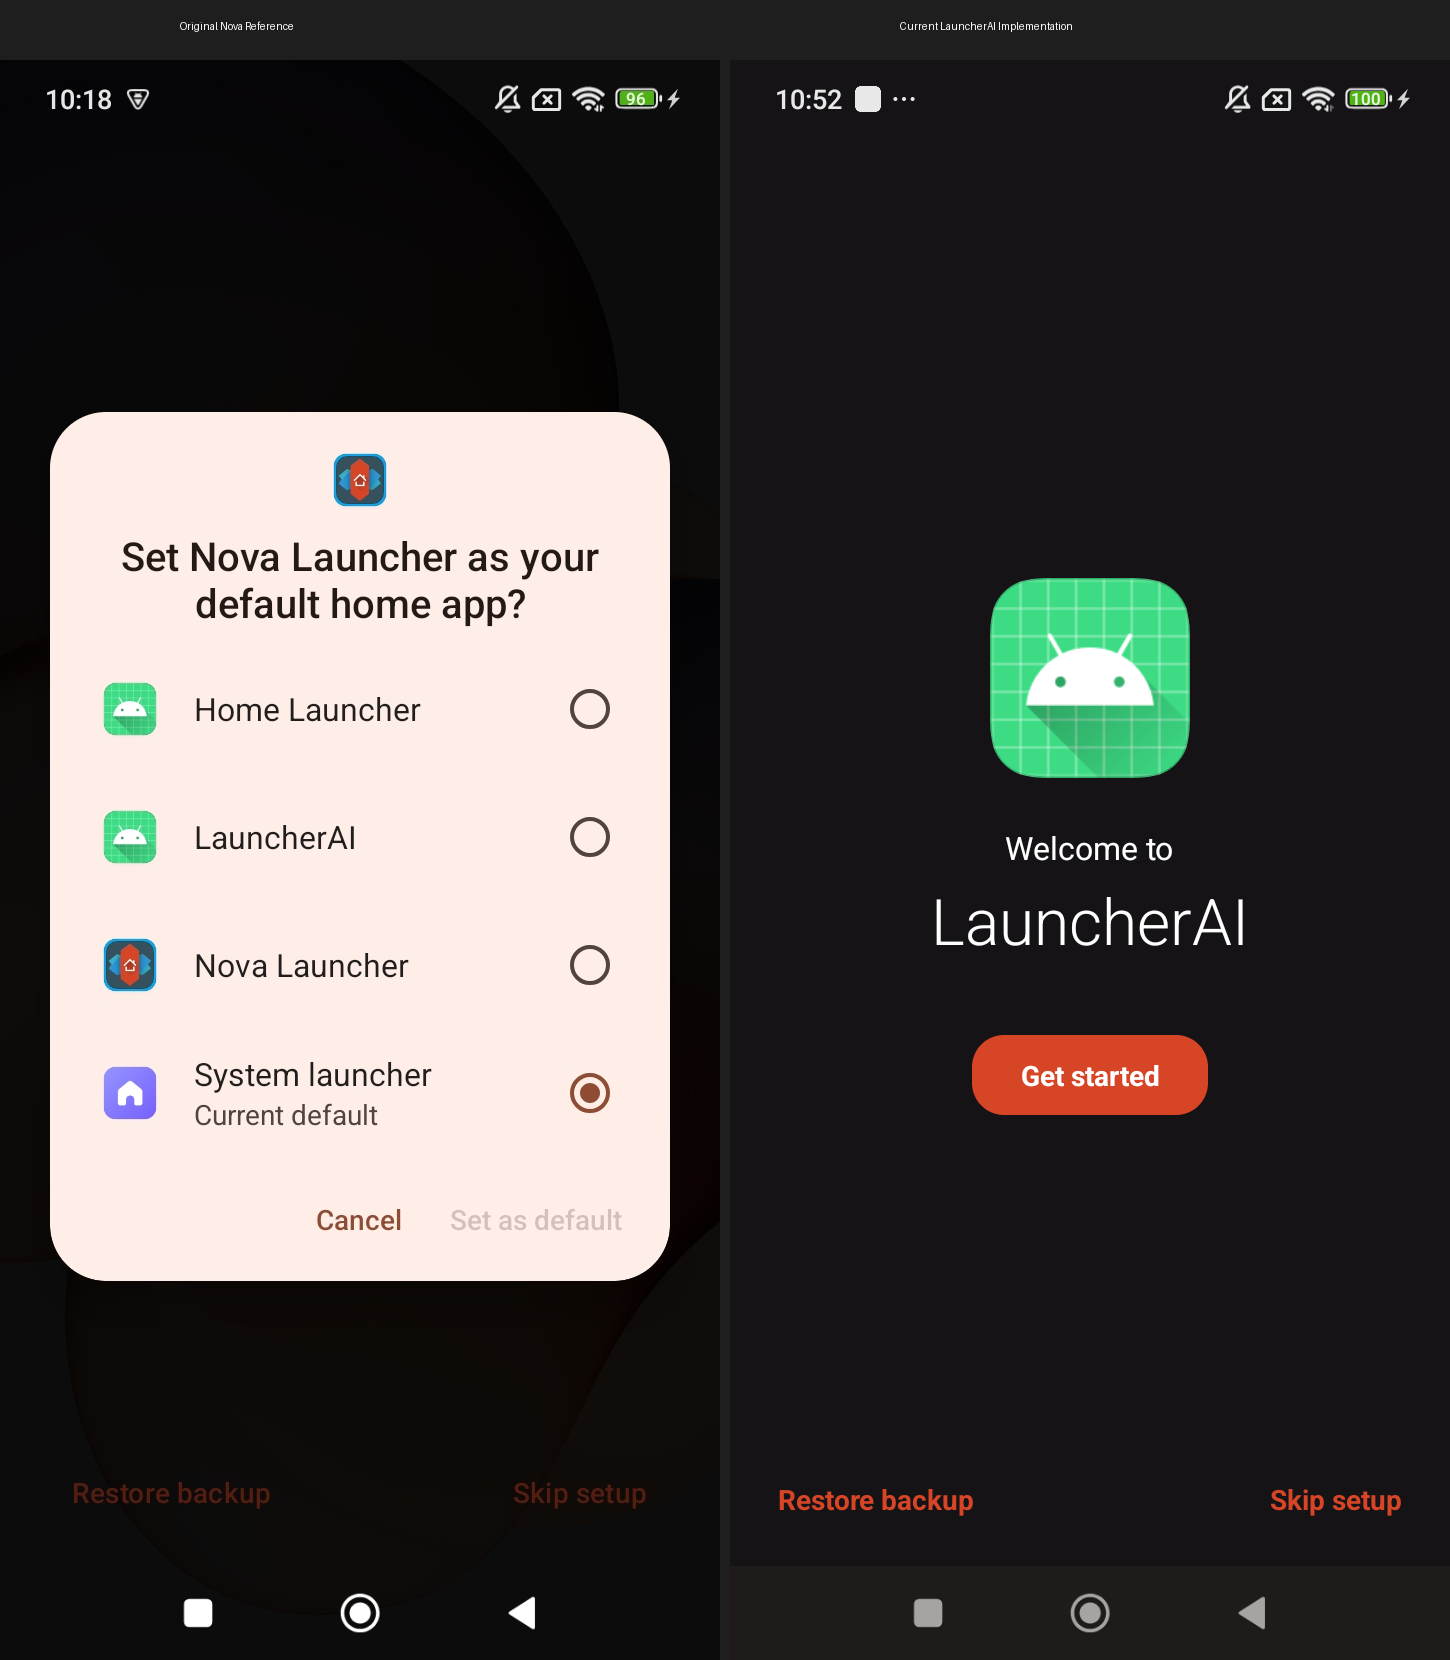 Original Nova Reference
Current LauncherAI Implementation
10:18
96
Set Nova Launcher as your
default home app?
Home Launcher
LauncherAI
Nova Launcher
System launcher
Current default
Cancel
Set as default
Restore backup
Skip setup
10:52
100
Welcome to
LauncherAI
Get started
Restore backup
Skip setup